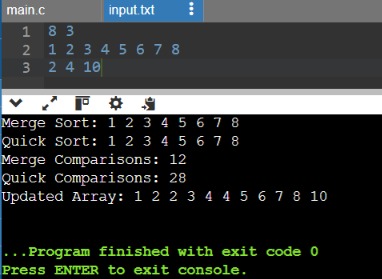 main.c
input.txt
1 8 3
2 1 2 3 4 5 6 7 8
3 2 4 10
Merge Sort: 1 2 3 4 5 6 7 8
Quick Sort: 1 2 3 4 5 6 7 8
Merge Comparisons: 12
Quick Comparisons: 28
Updated Array: 1 2 2 3 4 4 5 6 7 8 10
...Program finished with exit code 0
Press ENTER to exit console.